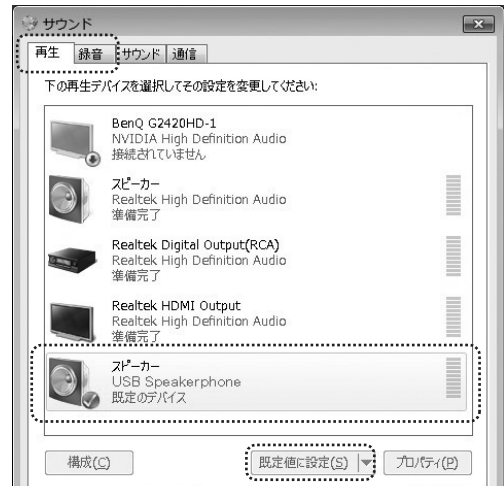 サウンド
再生 録音 サウンド 通信
下の再生デバイスを選択してその設定を変更してください:
BenQ G2420HD-1
NVIDIA High Definition Audio
接続されていません
スピーカー
Realtek High Definition Audio
準備完了
Realtek Digital Output(RCA)
Realtek High Definition Audio
準備完了
Realtek HDMI Output
Realtek High Definition Audio
準備完了
スピーカー
USB Speakerphone
既定のデバイス
構成(C) 既定値に設定(S) プロパティ(P)